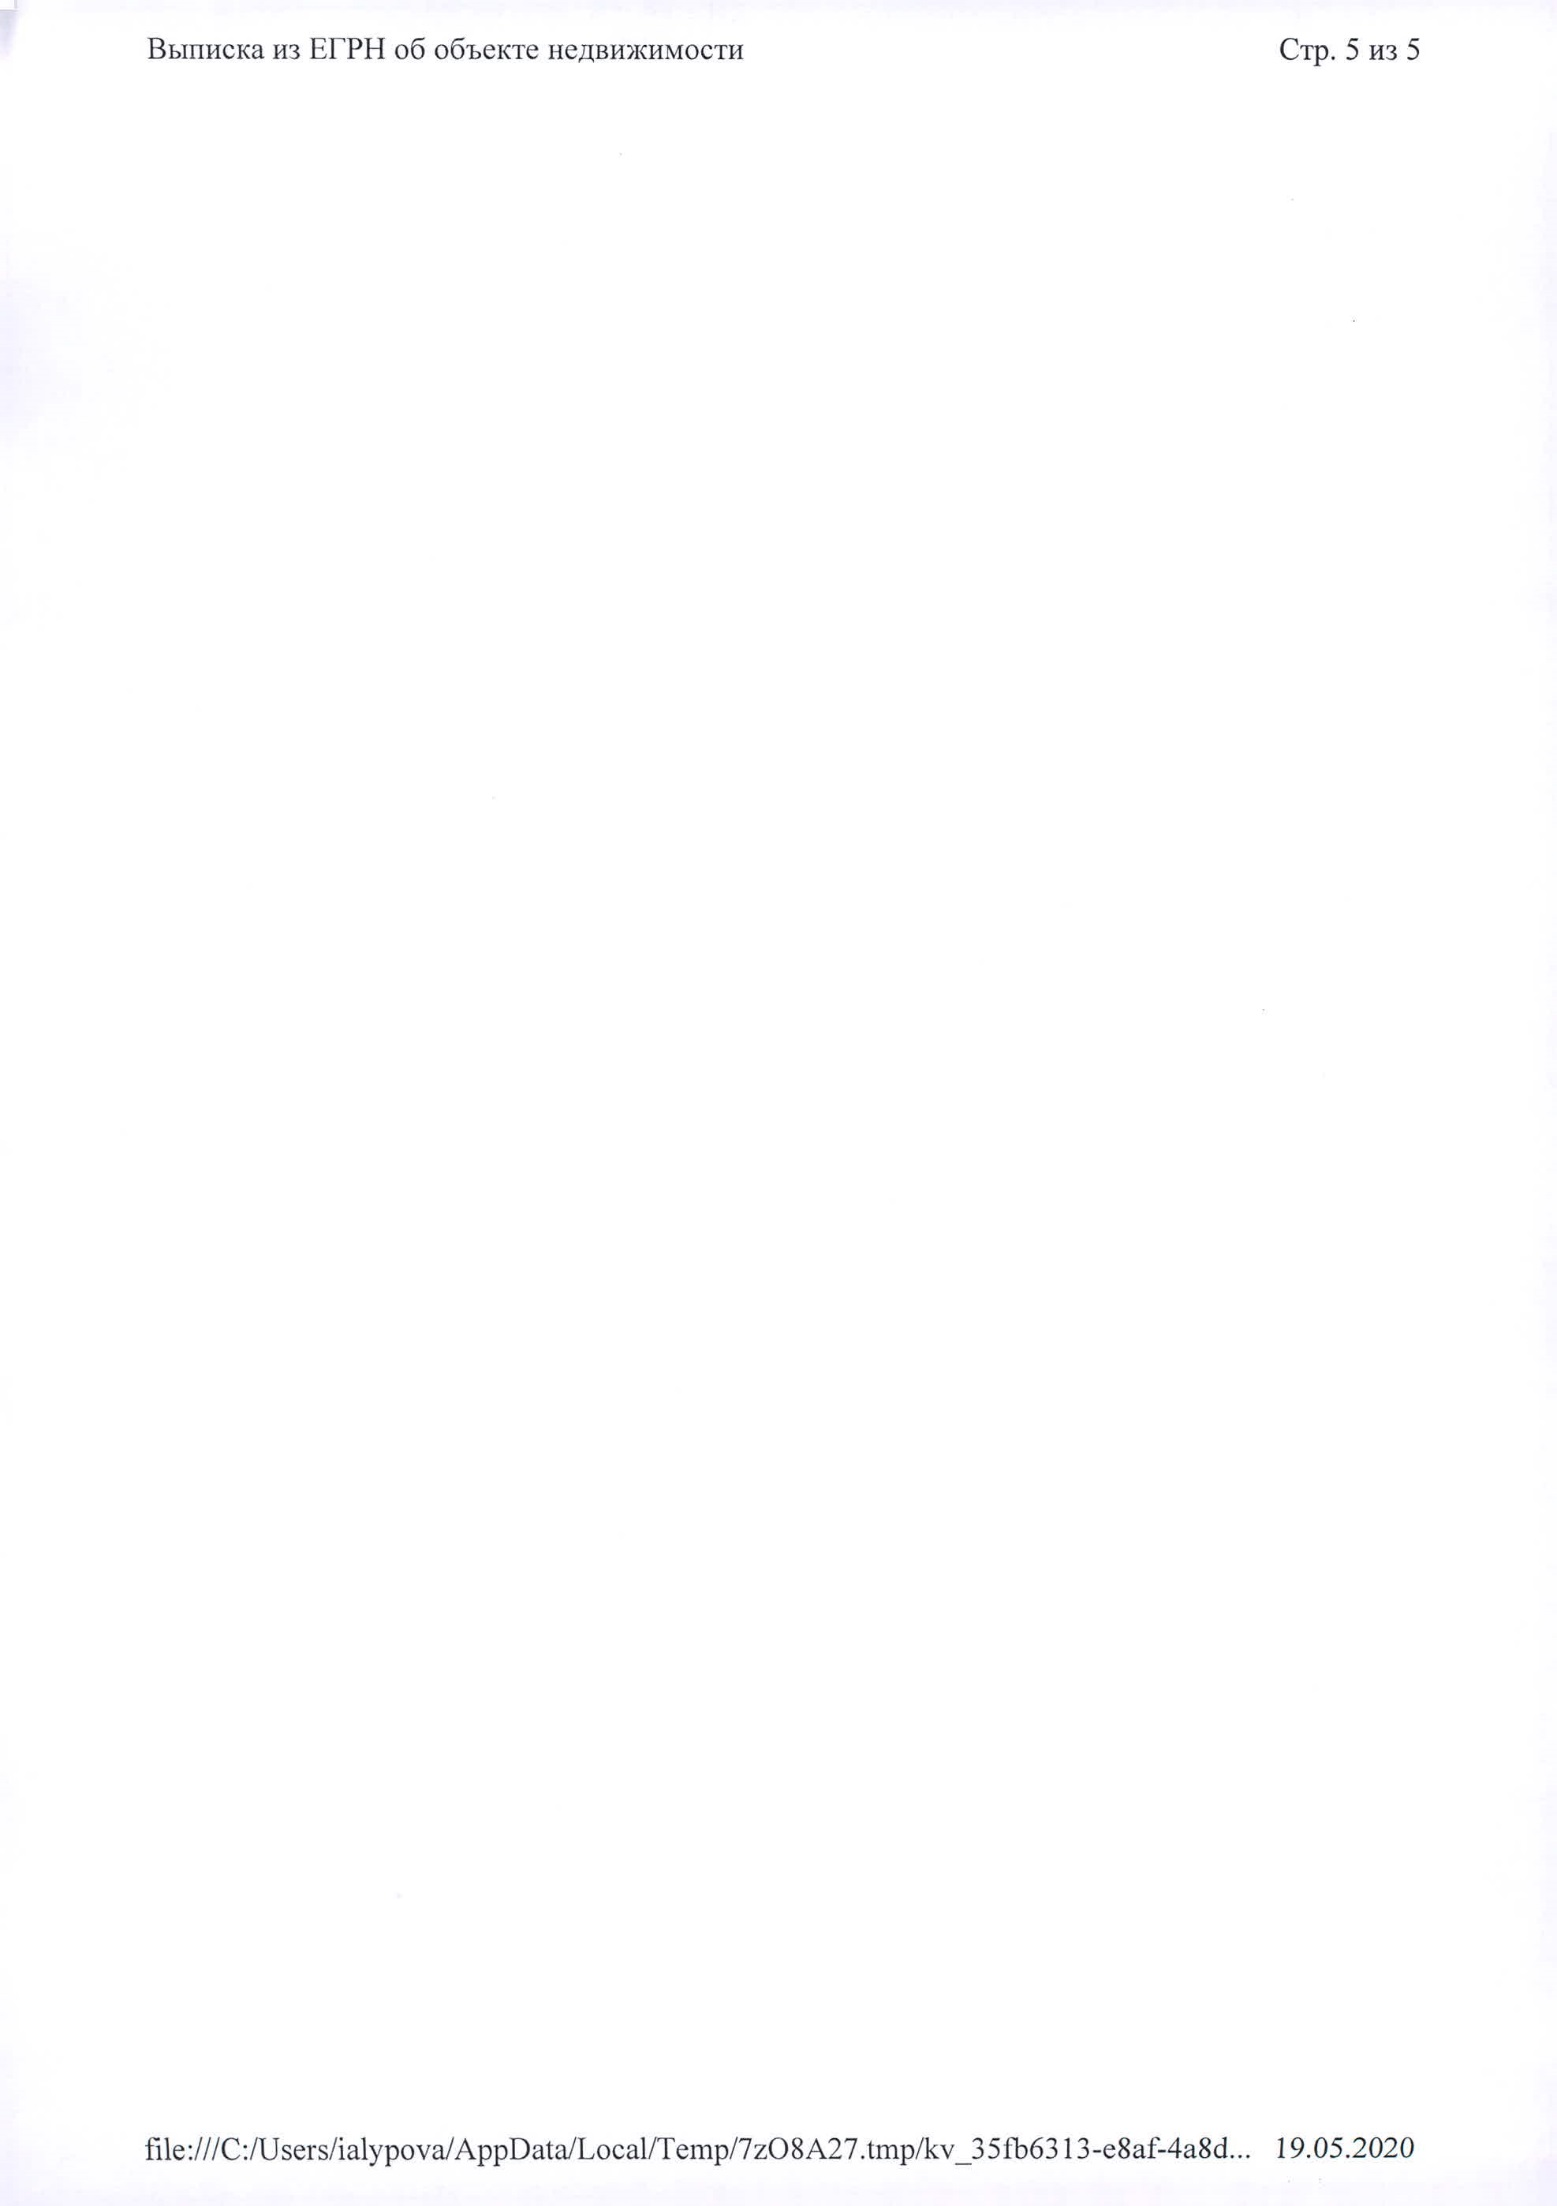 Выписка из ЕГРН об объекте недвижимости Стр. 5 из 5
file:///C:/Users/ialypova/AppData/Local/Temp/7zO8A27.tmp/kv_35fb6313-e8af-4a8d... 19.05.2020